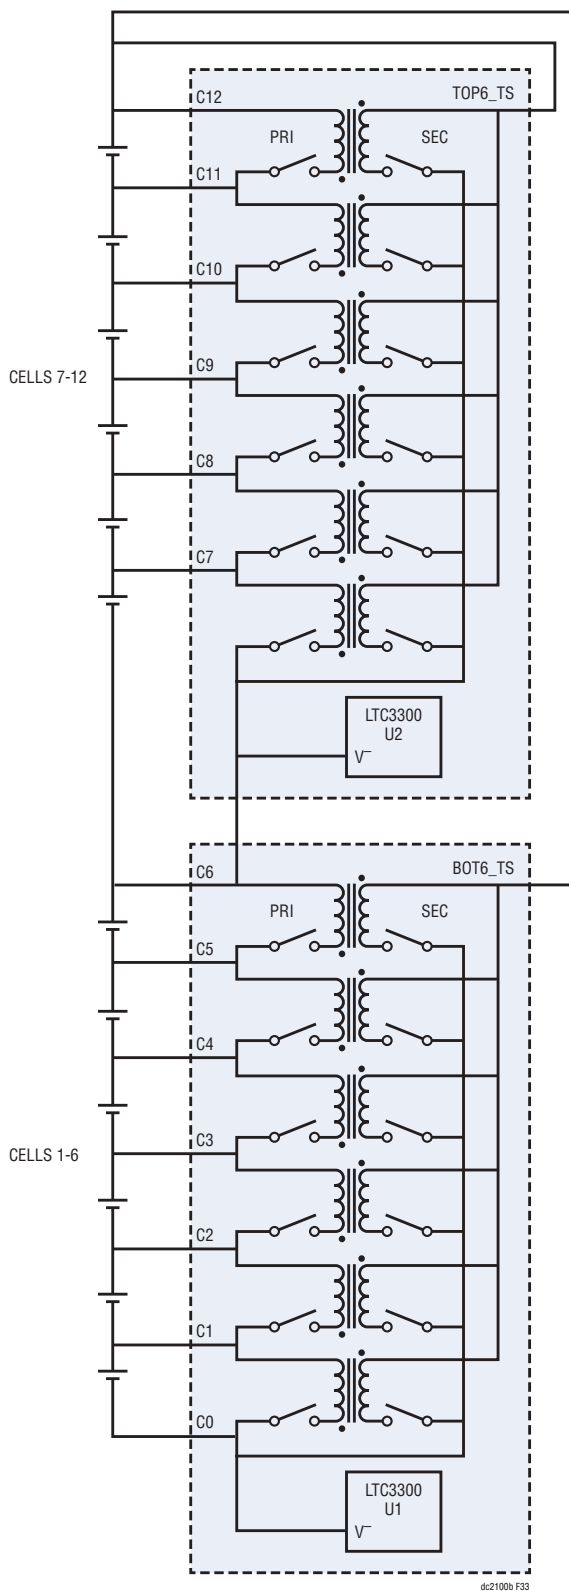 C12
TOP6_TS
PRI
SEC
C11
C10
C9
CELLS 7-12
C8
C7
LTC3300
U2
V–
C6
BOT6_TS
PRI
SEC
C5
C4
C3
CELLS 1-6
C2
C1
C0
LTC3300
U1
V–
dc2100b F33